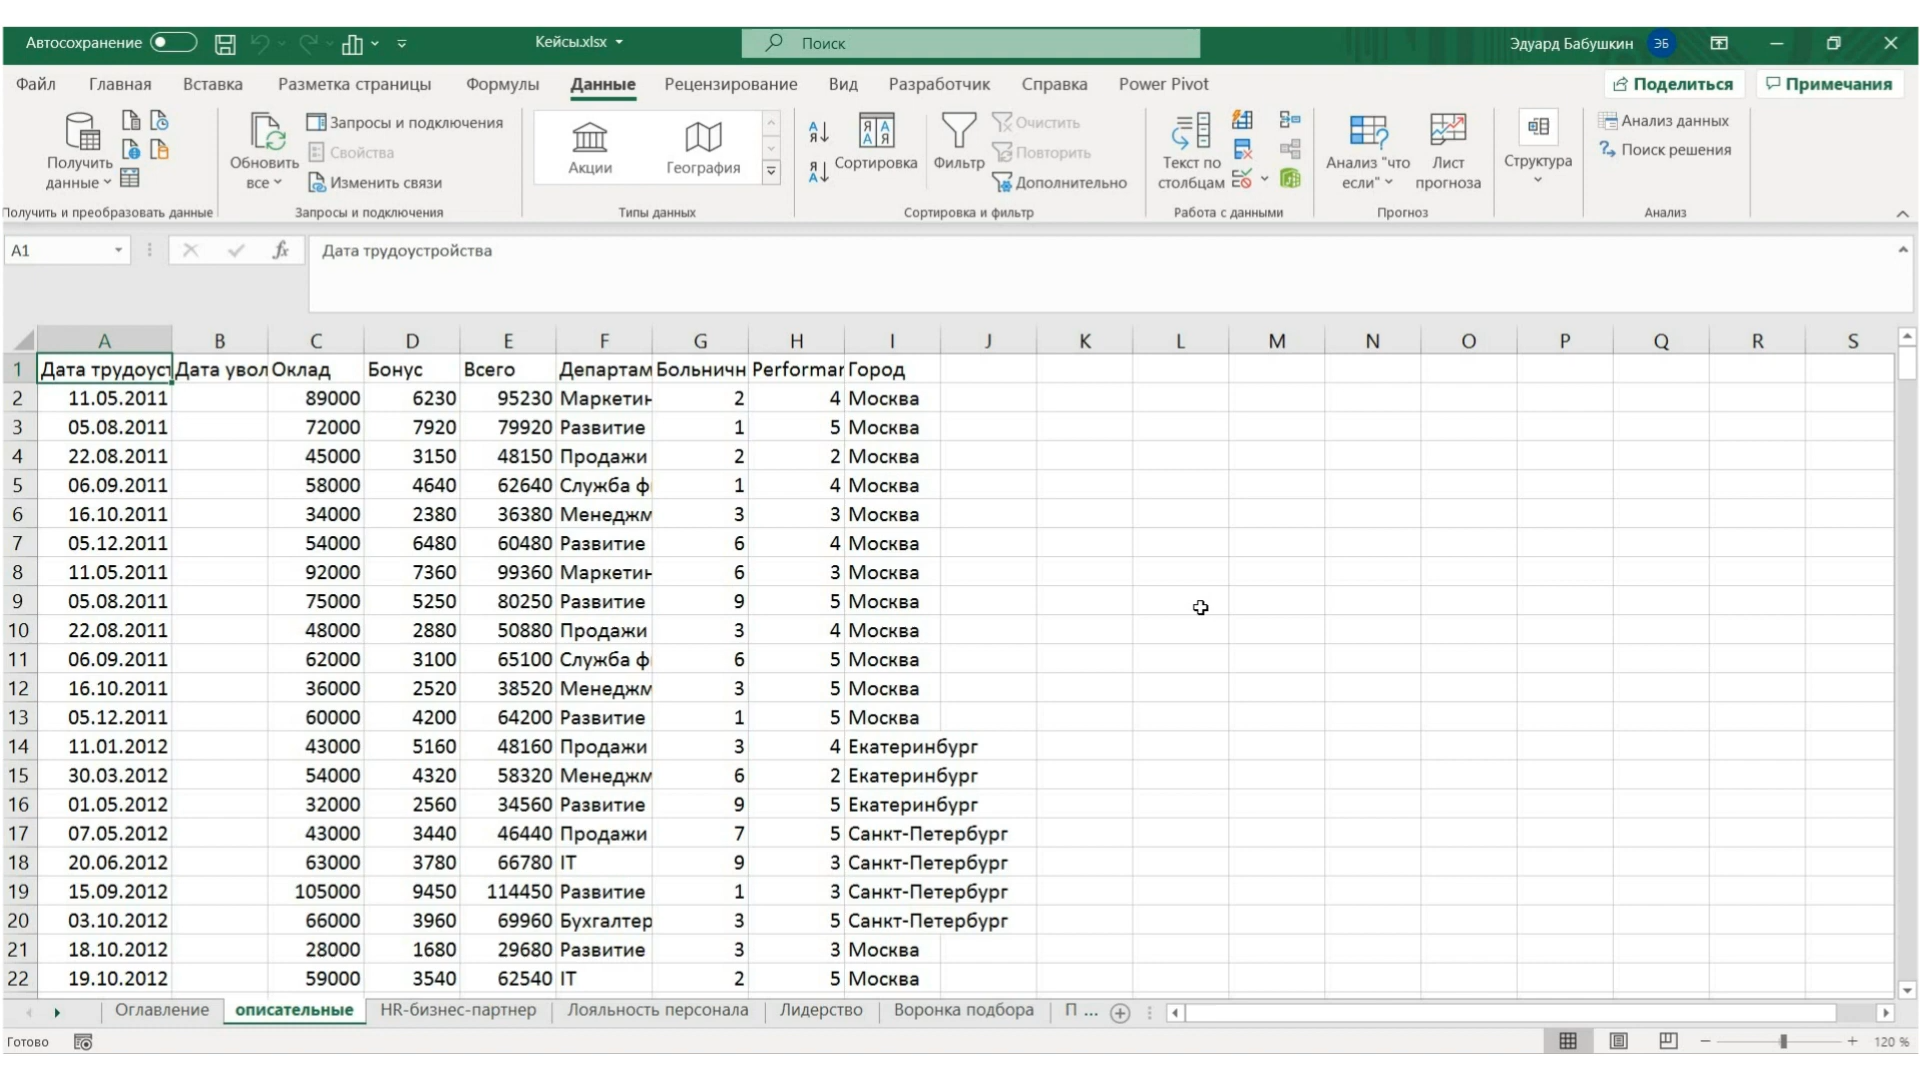 Автосохранение Кейсы.xlsx Поиск Эдуард Бабушкин ЭБ
Файл Главная Вставка Разметка страницы Формулы Данные Рецензирование Вид Разработчик Справка Power Pivot Поделиться Примечания
Получить данные
Обновить все
Запросы и подключения
Свойства
Изменить связи
Акции
География
Сортировка
Фильтр
Очистить
Повторить
Дополнительно
Текст по столбцам
Анализ "что если"
Лист прогноза
Структура
Анализ данных
Поиск решения
Получить и преобразовать данные Запросы и подключения Типы данных Сортировка и фильтр Работа с данными Прогноз Анализ
A1 fx Дата трудоустройства
A B C D E F G H I J K L M N O P Q R S
1 Дата трудоуст Дата увол Оклад Бонус Всего Департам Больничн Performan Город
2 11.05.2011 89000 6230 95230 Маркетин 2 4 Москва
3 05.08.2011 72000 7920 79920 Развитие 1 5 Москва
4 22.08.2011 45000 3150 48150 Продажи 2 2 Москва
5 06.09.2011 58000 4640 62640 Служба ф 1 4 Москва
6 16.10.2011 34000 2380 36380 Менеджм 3 3 Москва
7 05.12.2011 54000 6480 60480 Развитие 6 4 Москва
8 11.05.2011 92000 7360 99360 Маркетин 6 3 Москва
9 05.08.2011 75000 5250 80250 Развитие 9 5 Москва
10 22.08.2011 48000 2880 50880 Продажи 3 4 Москва
11 06.09.2011 62000 3100 65100 Служба ф 6 5 Москва
12 16.10.2011 36000 2520 38520 Менеджм 3 5 Москва
13 05.12.2011 60000 4200 64200 Развитие 1 5 Москва
14 11.01.2012 43000 5160 48160 Продажи 3 4 Екатеринбург
15 30.03.2012 54000 4320 58320 Менеджм 6 2 Екатеринбург
16 01.05.2012 32000 2560 34560 Развитие 9 5 Екатеринбург
17 07.05.2012 43000 3440 46440 Продажи 7 5 Санкт-Петербург
18 20.06.2012 63000 3780 66780 IT 9 3 Санкт-Петербург
19 15.09.2012 105000 9450 114450 Развитие 1 3 Санкт-Петербург
20 03.10.2012 66000 3960 69960 Бухгалтер 3 5 Санкт-Петербург
21 18.10.2012 28000 1680 29680 Развитие 3 3 Москва
22 19.10.2012 59000 3540 62540 IT 2 5 Москва
Оглавление описательные HR-бизнес-партнер Лояльность персонала Лидерство Воронка подбора П ...
Готово 120 %